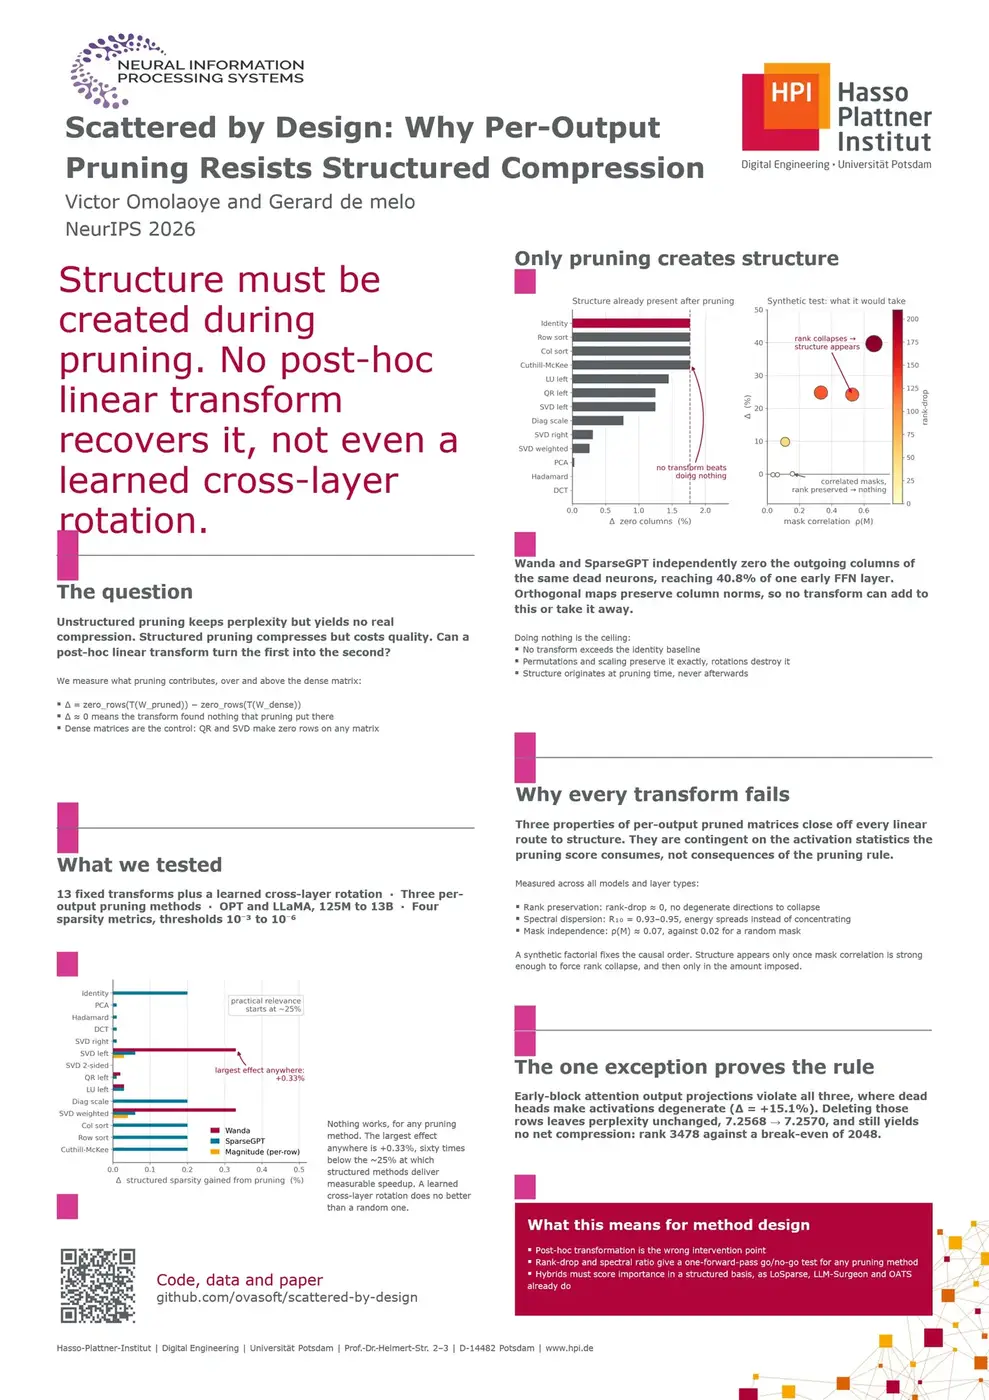 NEURAL INFORMATION
PROCESSING SYSTEMS
HPI
Hasso
Plattner
Institut
Digital Engineering • Universität Potsdam
Scattered by Design: Why Per-Output
Pruning Resists Structured Compression
Victor Omolaoye and Gerard de melo
NeurIPS 2026
Structure must be
created during
pruning. No post-hoc
linear transform
recovers it, not even a
learned cross-layer
rotation.
The question
Unstructured pruning keeps perplexity but yields no real
compression. Structured pruning compresses but costs quality. Can a
post-hoc linear transform turn the first into the second?
We measure what pruning contributes, over and above the dense matrix:
▪ Δ = zero_rows(T(W_pruned)) − zero_rows(T(W_dense))
▪ Δ ≈ 0 means the transform found nothing that pruning put there
▪ Dense matrices are the control: QR and SVD make zero rows on any matrix
What we tested
13 fixed transforms plus a learned cross-layer rotation · Three per-
output pruning methods · OPT and LLaMA, 125M to 13B · Four
sparsity metrics, thresholds 10⁻³ to 10⁻⁶
Identity
PCA
Hadamard
DCT
SVD right
SVD left
SVD 2-sided
QR left
LU left
Diag scale
SVD weighted
Col sort
Row sort
Cuthill-McKee
practical relevance
starts at ~25%
largest effect anywhere:
+0.33%
Wanda
SparseGPT
Magnitude (per-row)
0.0 0.1 0.2 0.3 0.4 0.5
Δ structured sparsity gained from pruning (%)
Nothing works, for any pruning
method. The largest effect
anywhere is +0.33%, sixty times
below the ~25% at which
structured methods deliver
measurable speedup. A learned
cross-layer rotation does no better
than a random one.
Code, data and paper
github.com/ovasoft/scattered-by-design
Only pruning creates structure
Structure already present after pruning
Identity
Row sort
Col sort
Cuthill-McKee
LU left
QR left
SVD left
Diag scale
SVD right
SVD weighted
PCA
Hadamard
DCT
no transform beats
doing nothing
0.0 0.5 1.0 1.5 2.0
Δ zero columns (%)
Synthetic test: what it would take
50
40
30
20
10
0
Δ (%)
rank collapses →
structure appears
correlated masks,
rank preserved → nothing
0.0 0.2 0.4 0.6
mask correlation ρ(M)
200
175
150
125
100
75
50
25
0
rank-drop
Wanda and SparseGPT independently zero the outgoing columns of
the same dead neurons, reaching 40.8% of one early FFN layer.
Orthogonal maps preserve column norms, so no transform can add to
this or take it away.
Doing nothing is the ceiling:
▪ No transform exceeds the identity baseline
▪ Permutations and scaling preserve it exactly, rotations destroy it
▪ Structure originates at pruning time, never afterwards
Why every transform fails
Three properties of per-output pruned matrices close off every linear
route to structure. They are contingent on the activation statistics the
pruning score consumes, not consequences of the pruning rule.
Measured across all models and layer types:
▪ Rank preservation: rank-drop ≈ 0, no degenerate directions to collapse
▪ Spectral dispersion: R₁₀ = 0.93–0.95, energy spreads instead of concentrating
▪ Mask independence: ρ(M) ≈ 0.07, against 0.02 for a random mask
A synthetic factorial fixes the causal order. Structure appears only once mask correlation is strong
enough to force rank collapse, and then only in the amount imposed.
The one exception proves the rule
Early-block attention output projections violate all three, where dead
heads make activations degenerate (Δ = +15.1%). Deleting those
rows leaves perplexity unchanged, 7.2568 → 7.2570, and still yields
no net compression: rank 3478 against a break-even of 2048.
What this means for method design
▪ Post-hoc transformation is the wrong intervention point
▪ Rank-drop and spectral ratio give a one-forward-pass go/no-go test for any pruning method
▪ Hybrids must score importance in a structured basis, as LoSparse, LLM-Surgeon and OATS
already do
Hasso-Plattner-Institut | Digital Engineering | Universität Potsdam | Prof.-Dr.-Helmert-Str. 2–3 | D-14482 Potsdam | www.hpi.de